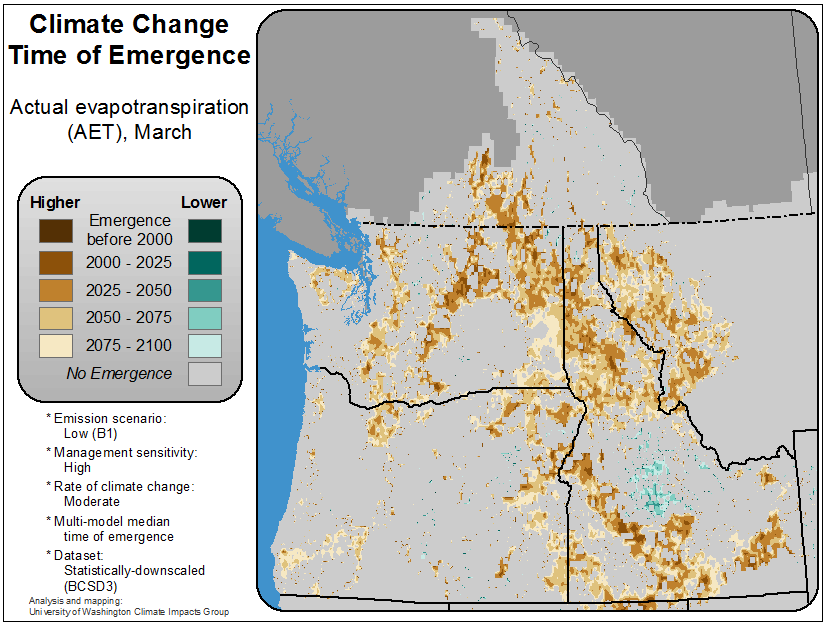 Climate Change
Time of Emergence
Actual evapotranspiration
(AET), March
Higher Lower
Emergence
before 2000
2000 - 2025
2025 - 2050
2050 - 2075
2075 - 2100
No Emergence
* Emission scenario:
Low (B1)
* Management sensitivity:
High
* Rate of climate change:
Moderate
* Multi-model median
time of emergence
* Dataset:
Statistically-downscaled
(BCSD3)
Analysis and mapping:
University of Washington Climate Impacts Group